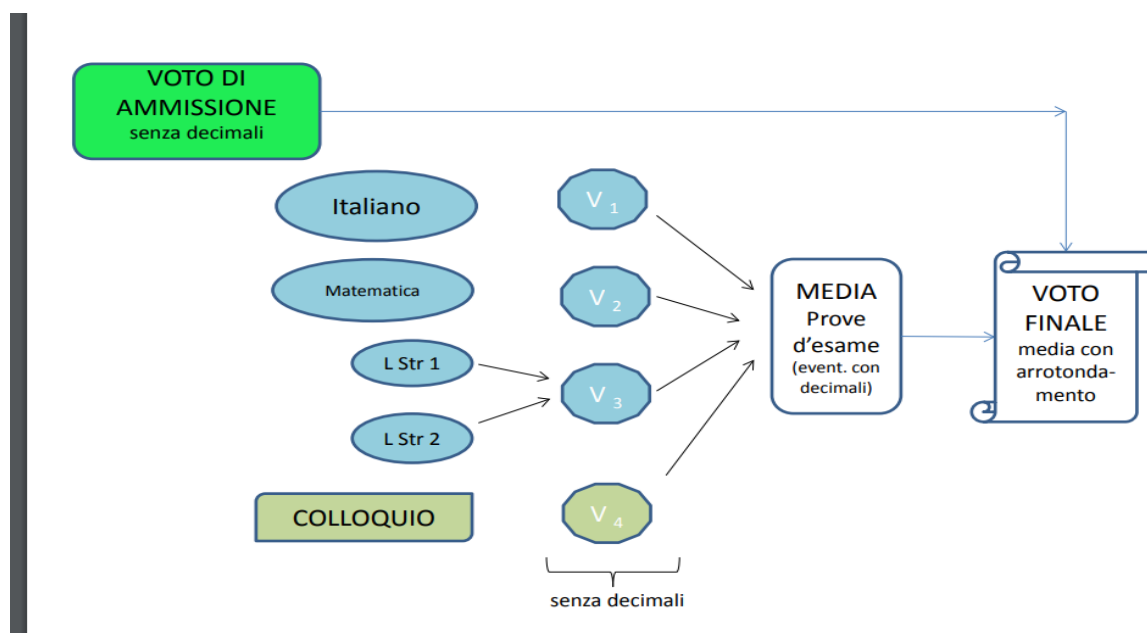 VOTO DI
AMMISSIONE
senza decimali
Italiano
V 1
Matematica
V 2
L Str 1
V 3
L Str 2
COLLOQUIO
V 4
senza decimali
MEDIA
Prove
d'esame
(event. con
decimali)
VOTO
FINALE
media con
arrotonda-
mento